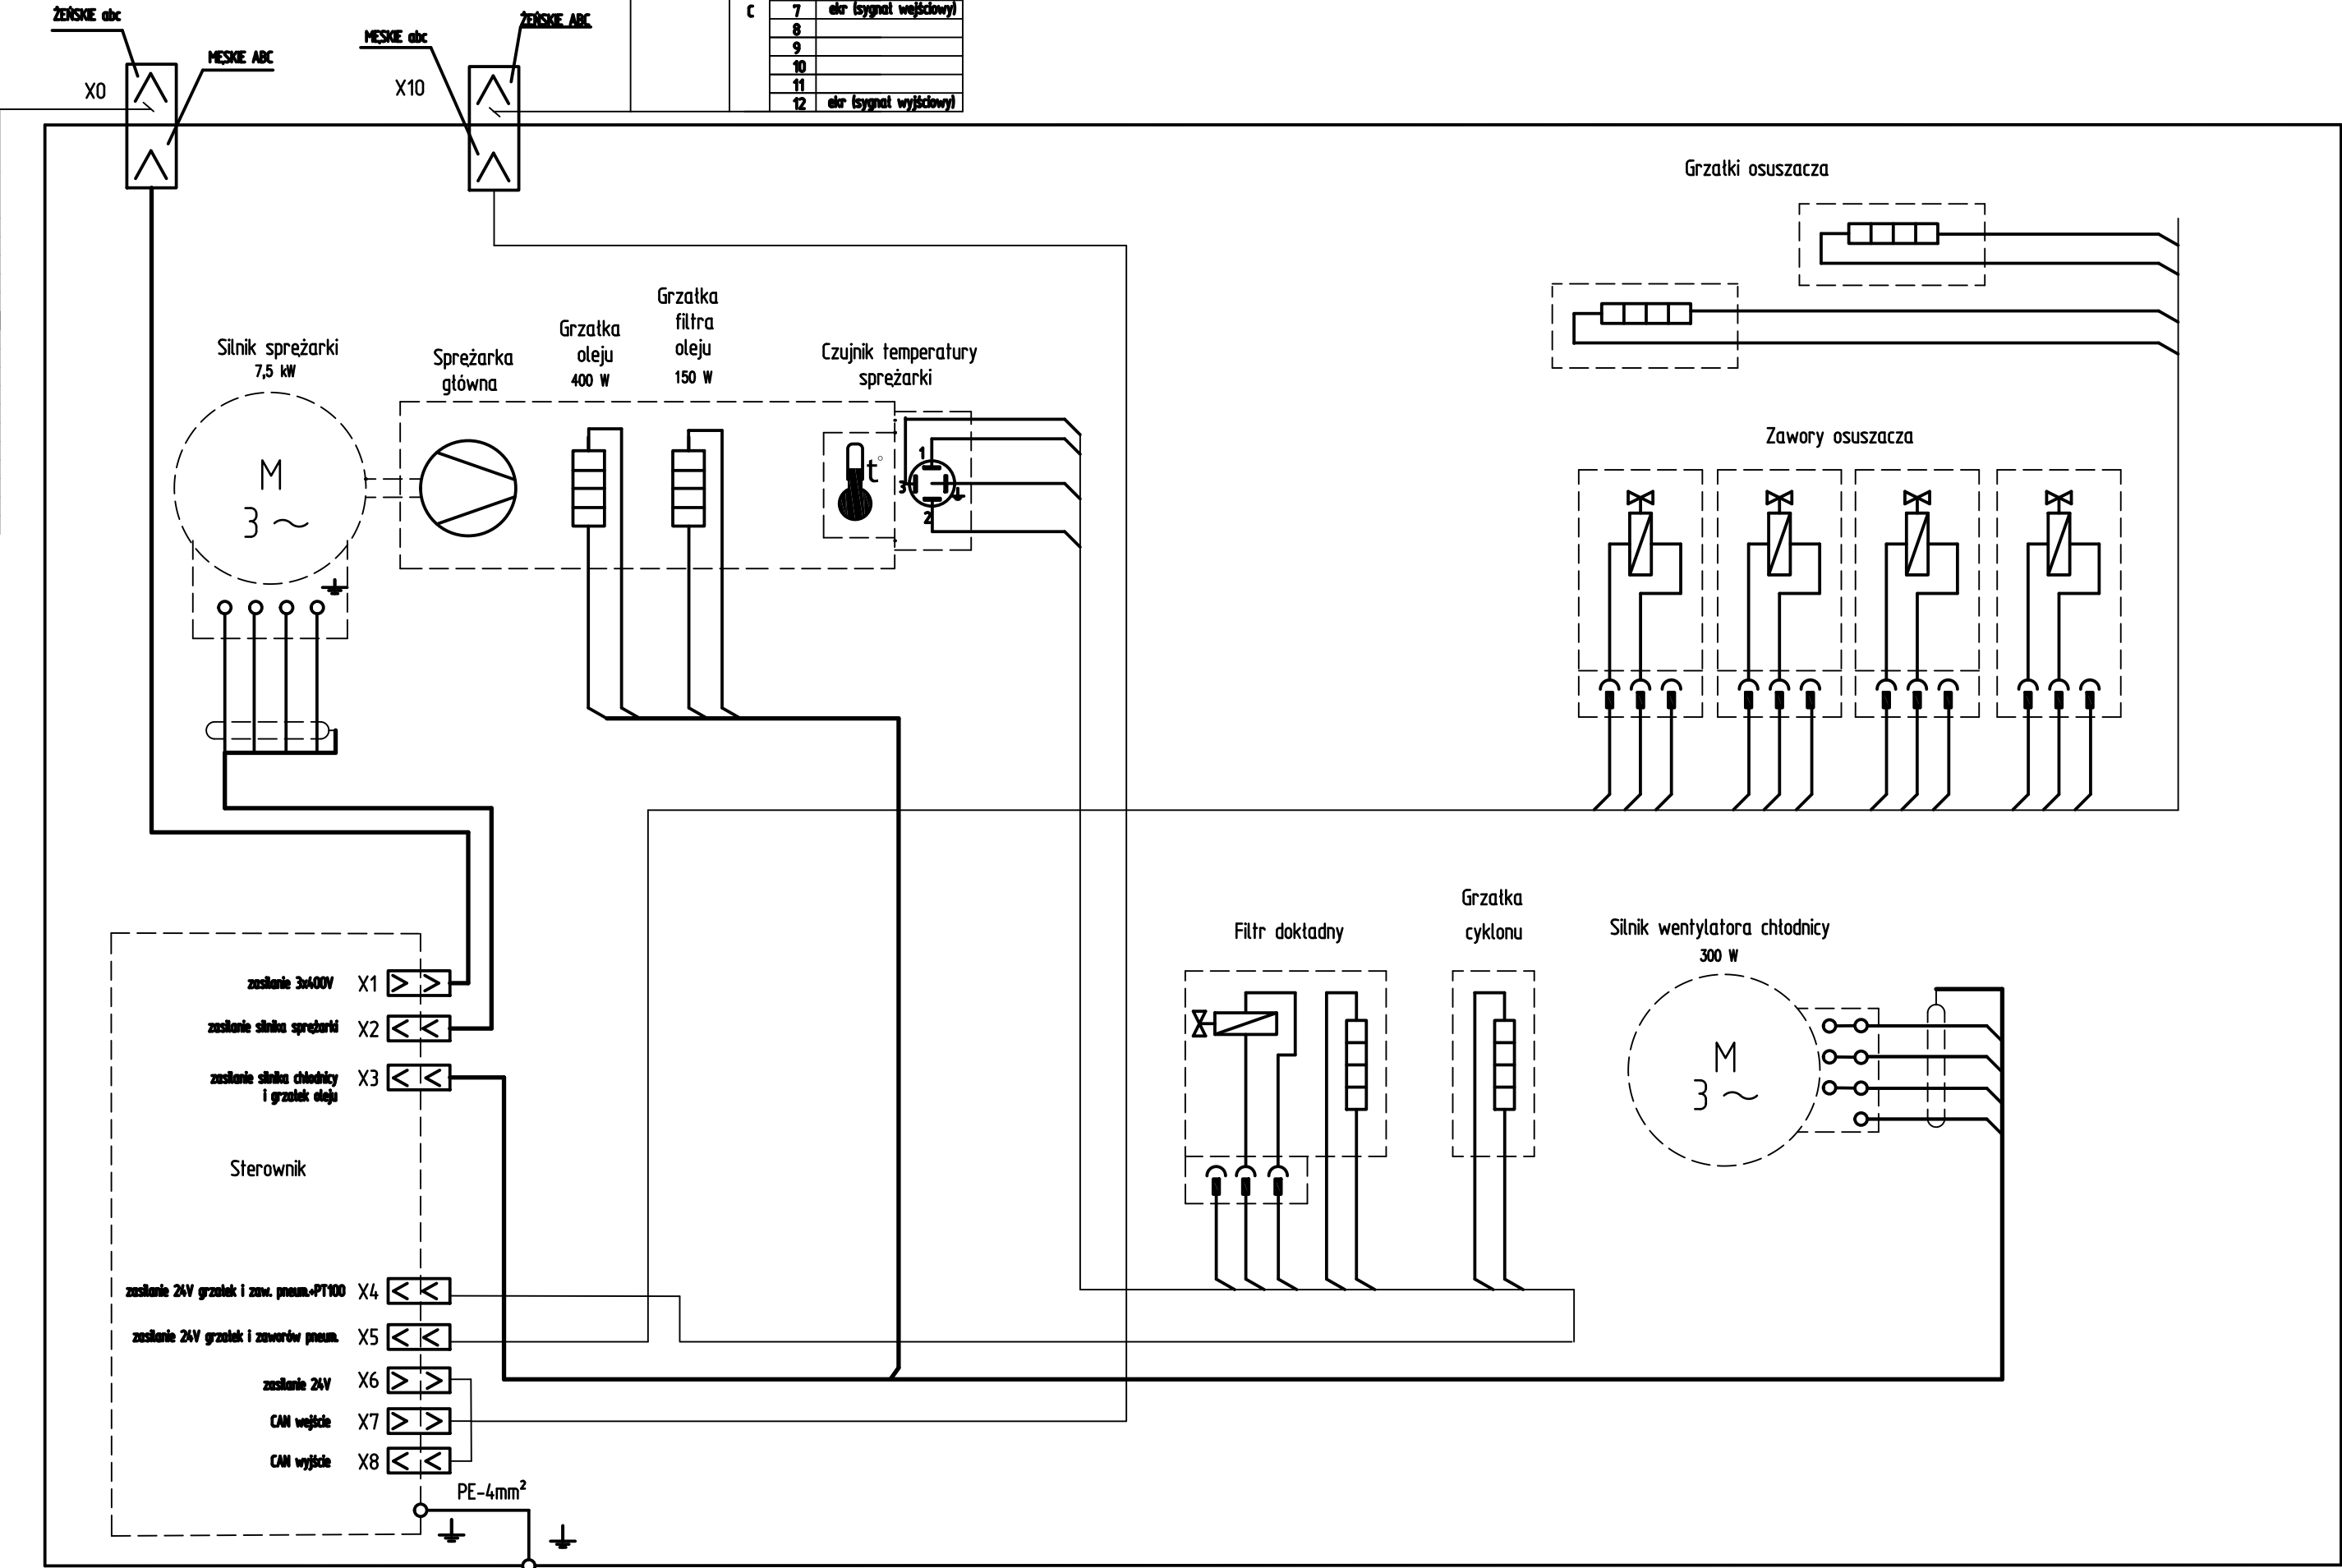 ŻEŃSKIE abc
MĘSKIE ABC
X0
MĘSKIE abc
ŻEŃSKIE ABC
X10
C
7 ekr (sygnał wejściowy)
8
9
10
11
12 ekr (sygnał wyjściowy)
Grzałki osuszacza
Silnik sprężarki
7,5 kW
M
3 ~
Sprężarka
główna
Grzałka
oleju
400 W
Grzałka
filtra
oleju
150 W
Czujnik temperatury
sprężarki
t°
1
3
2
Zawory osuszacza
Filtr dokładny
Grzałka
cyklonu
Silnik wentylatora chłodnicy
300 W
M
3 ~
zasilanie 3x400V X1
zasilanie silnika sprężarki X2
zasilanie silnika chłodnicy X3
i grzałek oleju
Sterownik
zasilanie 24V grzałek i zaw. pneum.+PT100 X4
zasilanie 24V grzałek i zaworów pneum. X5
zasilanie 24V X6
CAN wejście X7
CAN wyjście X8
PE-4mm²